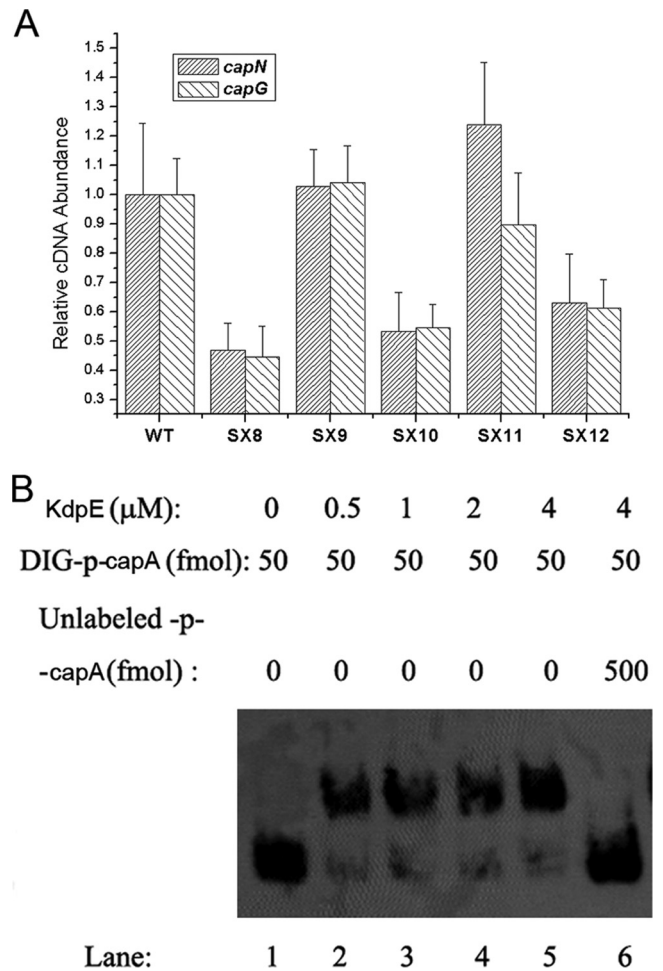 A
Relative cDNA Abundance
1.5
1.4
1.3
1.2
1.1
1.0
0.9
0.8
0.7
0.6
0.5
0.4
0.3
capN
capG
WT SX8 SX9 SX10 SX11 SX12
B
KdpE (μM): 0 0.5 1 2 4 4
DIG-p-capA (fmol): 50 50 50 50 50 50
Unlabeled -p-
-capA(fmol) : 0 0 0 0 0 500
Lane: 1 2 3 4 5 6